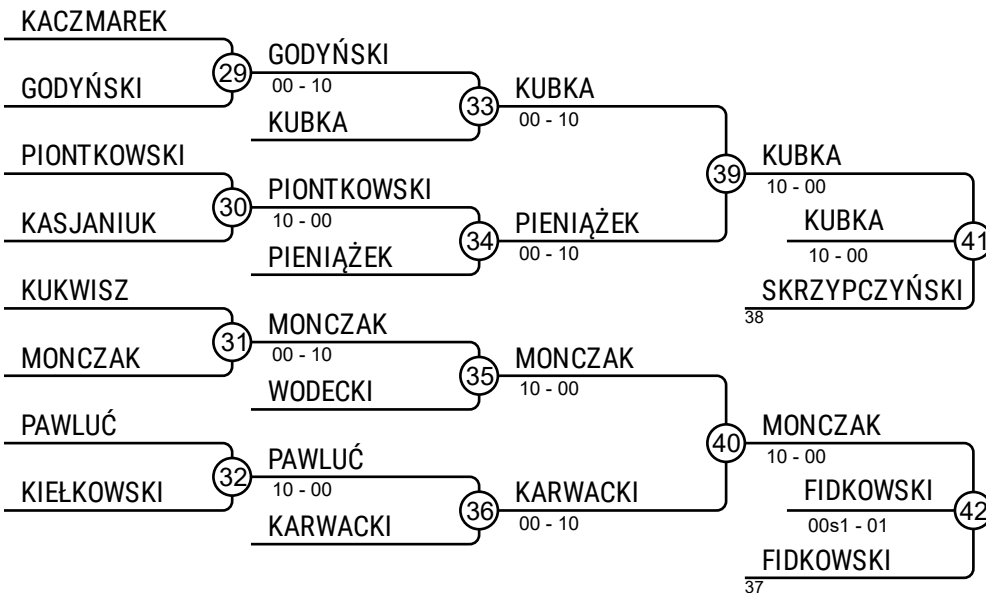 KACZMAREK
GODYŃSKI
29
GODYŃSKI
00 - 10
KUBKA
33
KUBKA
00 - 10
PIONTKOWSKI
KASJANIUK
30
PIONTKOWSKI
10 - 00
PIENIĄŻEK
34
PIENIĄŻEK
00 - 10
39
KUBKA
10 - 00
KUBKA
10 - 00
41
SKRZYPCZYŃSKI
38
KUKWISZ
MONCZAK
31
MONCZAK
00 - 10
WODECKI
35
MONCZAK
10 - 00
PAWLUĆ
KIEŁKOWSKI
32
PAWLUĆ
10 - 00
KARWACKI
36
KARWACKI
00 - 10
40
MONCZAK
10 - 00
FIDKOWSKI
00s1 - 01
42
FIDKOWSKI
37